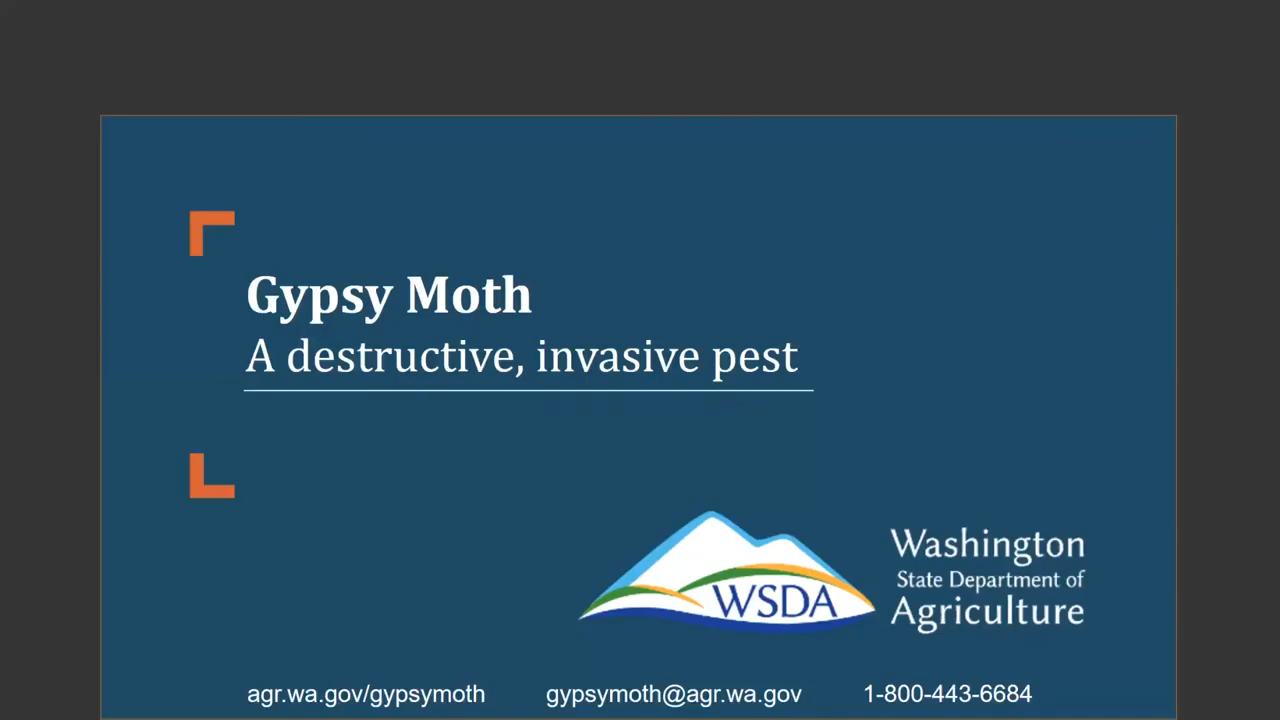 Gypsy Moth
A destructive, invasive pest
WSDA
Washington
State Department of
Agriculture
agr.wa.gov/gypsymoth gypsymoth@agr.wa.gov 1-800-443-6684